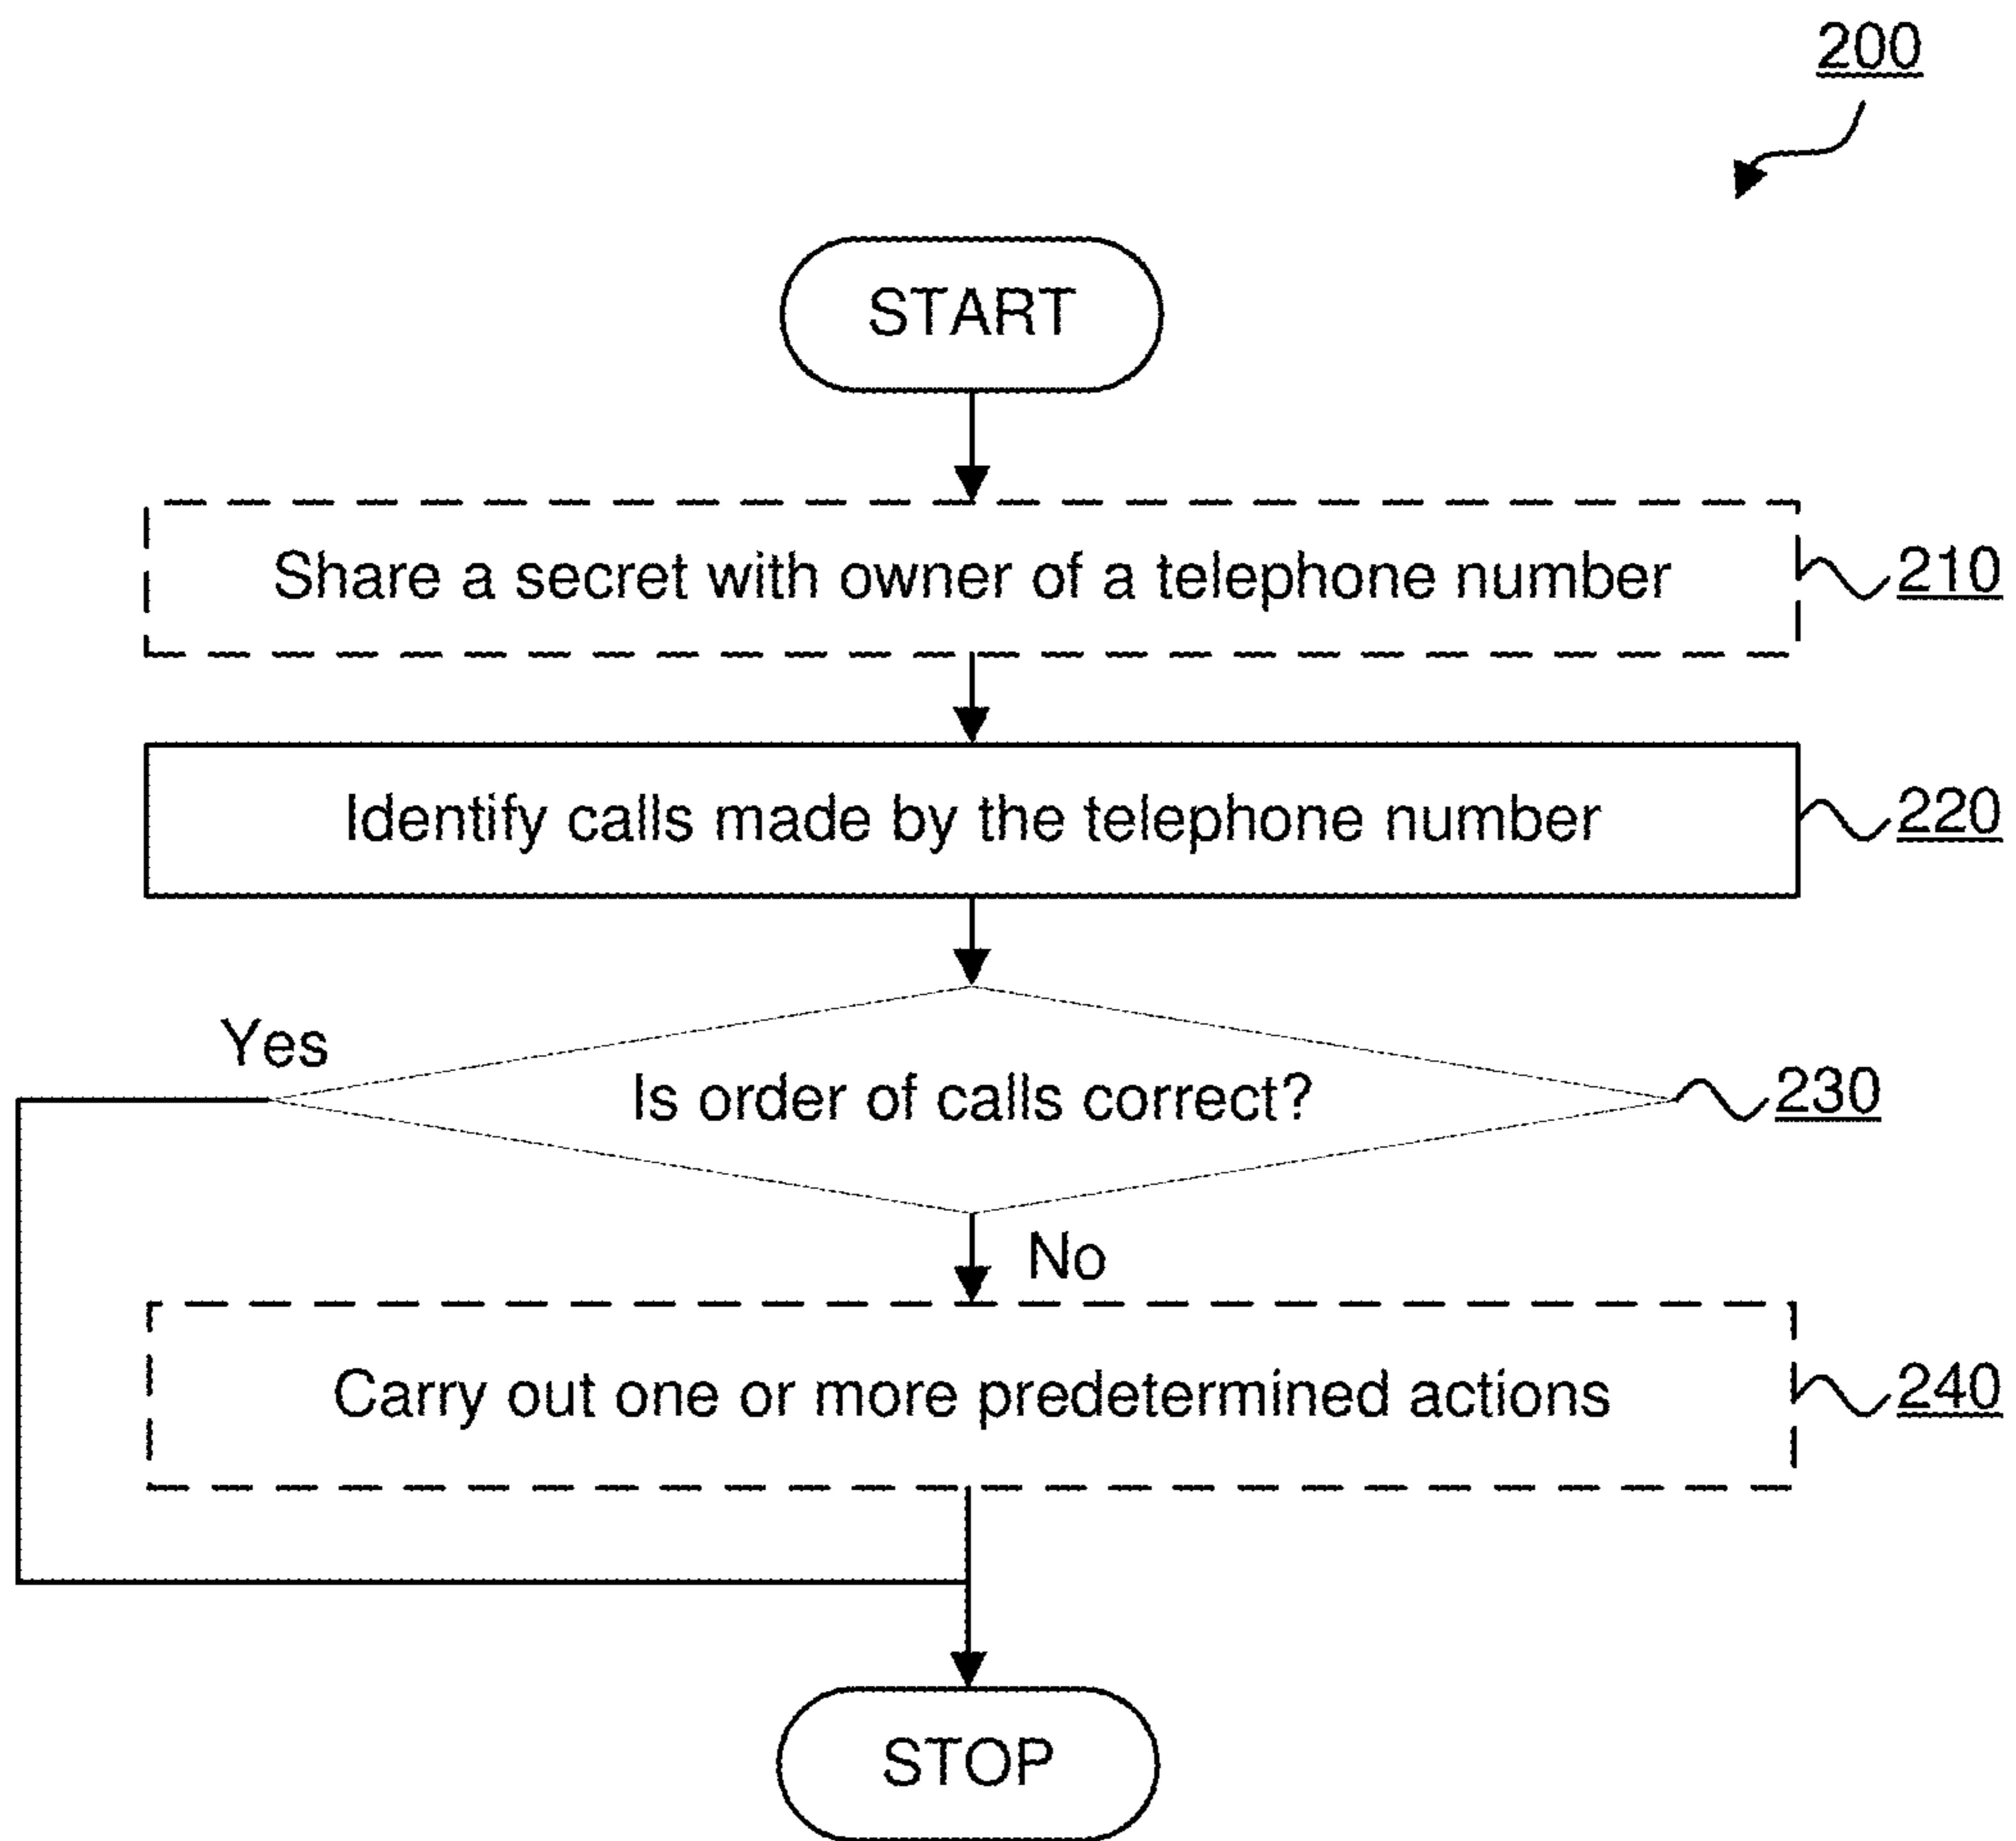 200
START
Share a secret with owner of a telephone number
210
Identify calls made by the telephone number
220
Yes
Is order of calls correct?
230
No
Carry out one or more predetermined actions
240
STOP